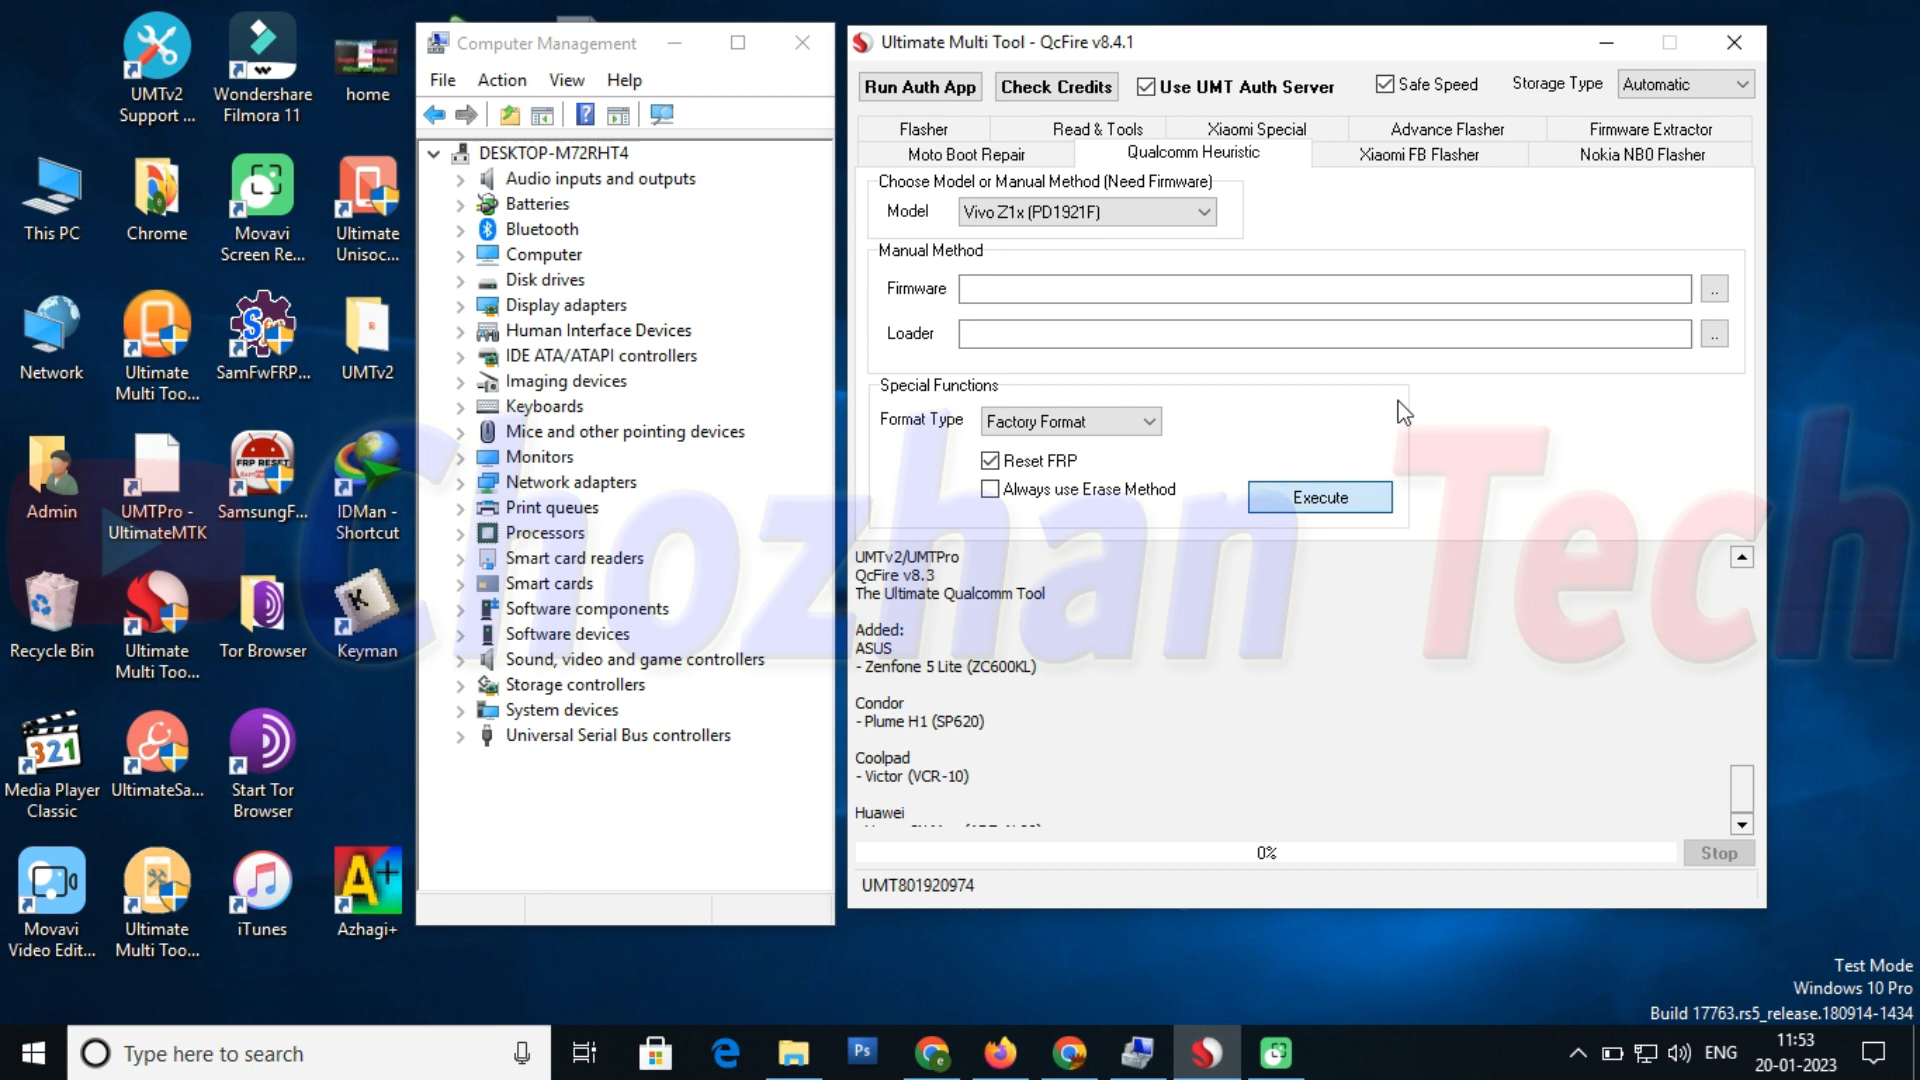 UMTv2
Support ...
Wondershare
Filmora 11
home
This PC
Chrome
Movavi
Screen Re...
Ultimate
Unisoc...
Network
Ultimate
Multi Too...
SamFwFRP...
UMTv2
Admin
UMTPro -
UltimateMTK
FRP RESET
SamsungF...
IDMan -
Shortcut
Recycle Bin
Ultimate
Multi Too...
Tor Browser
Keyman
321
Media Player
Classic
UltimateSa...
Start Tor
Browser
Movavi
Video Edit...
Ultimate
Multi Too...
iTunes
A+
Azhagi+
Computer Management
File Action View Help
DESKTOP-M72RHT4
Audio inputs and outputs
Batteries
Bluetooth
Computer
Disk drives
Display adapters
Human Interface Devices
IDE ATA/ATAPI controllers
Imaging devices
Keyboards
Mice and other pointing devices
Monitors
Network adapters
Print queues
Processors
Smart card readers
Smart cards
Software components
Software devices
Sound, video and game controllers
Storage controllers
System devices
Universal Serial Bus controllers
Ultimate Multi Tool - QcFire v8.4.1
Run Auth App Check Credits Use UMT Auth Server Safe Speed Storage Type Automatic
Flasher Read & Tools Xiaomi Special Advance Flasher Firmware Extractor
Moto Boot Repair Qualcomm Heuristic Xiaomi FB Flasher Nokia NB0 Flasher
Choose Model or Manual Method (Need Firmware)
Model Vivo Z1x (PD1921F)
Manual Method
Firmware ..
Loader ..
Special Functions
Format Type Factory Format
Reset FRP
Always use Erase Method
Execute
UMTv2/UMTPro
QcFire v8.3
The Ultimate Qualcomm Tool
Added:
ASUS
- Zenfone 5 Lite (ZC600KL)
Condor
- Plume H1 (SP620)
Coolpad
- Victor (VCR-10)
Huawei
0%
Stop
UMT801920974
Chozhan Tech
Test Mode
Windows 10 Pro
Build 17763.rs5_release.180914-1434
Type here to search
Ps
ENG
11:53
20-01-2023